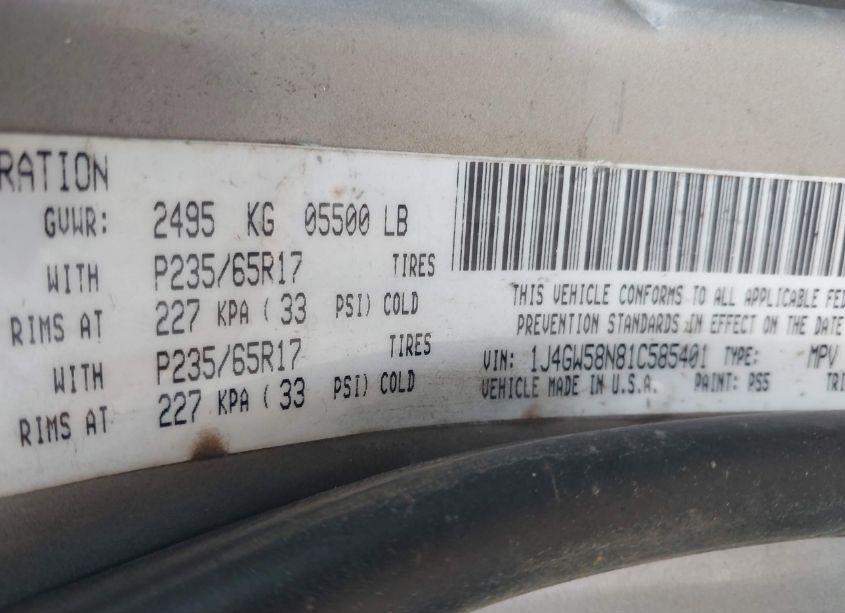 RATION
GVWR: 2495 KG 05500 LB
WITH P235/65R17 TIRES
RIMS AT 227 KPA ( 33 PSI) COLD
WITH P235/65R17 TIRES
RIMS AT 227 KPA ( 33 PSI) COLD
THIS VEHICLE CONFORMS TO ALL APPLICABLE FED
PREVENTION STANDARDS IN EFFECT ON THE DATE
VIN: 1J4GW58N81C585401 TYPE: MPV
VEHICLE MADE IN U.S.A. PAINT: PS5 TRI